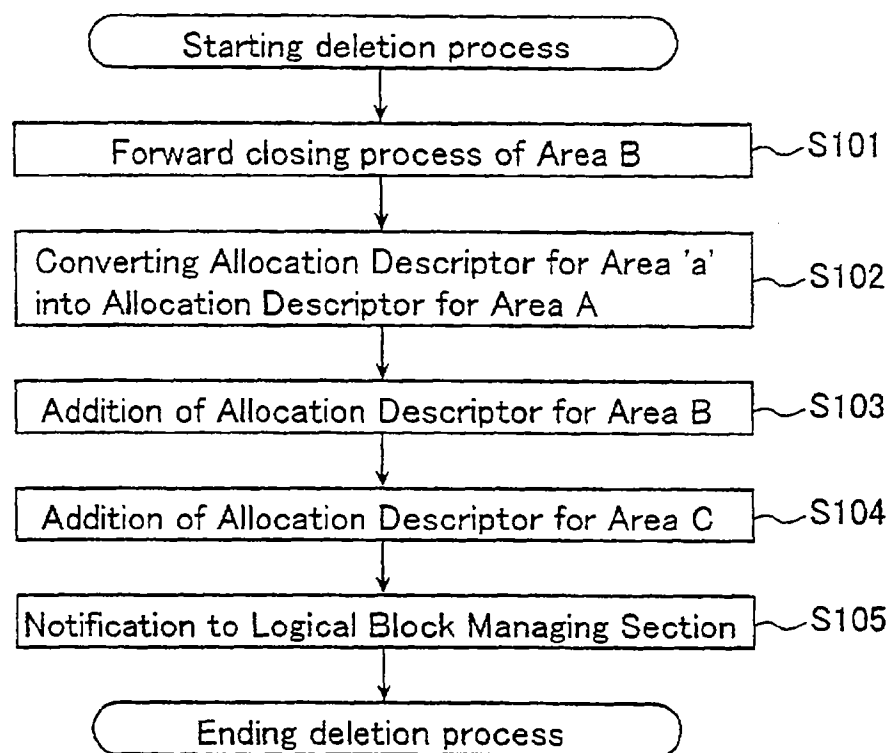 Starting deletion process
Forward closing process of Area B
S101
Converting Allocation Descriptor for Area 'a'
into Allocation Descriptor for Area A
S102
Addition of Allocation Descriptor for Area B
S103
Addition of Allocation Descriptor for Area C
S104
Notification to Logical Block Managing Section
S105
Ending deletion process